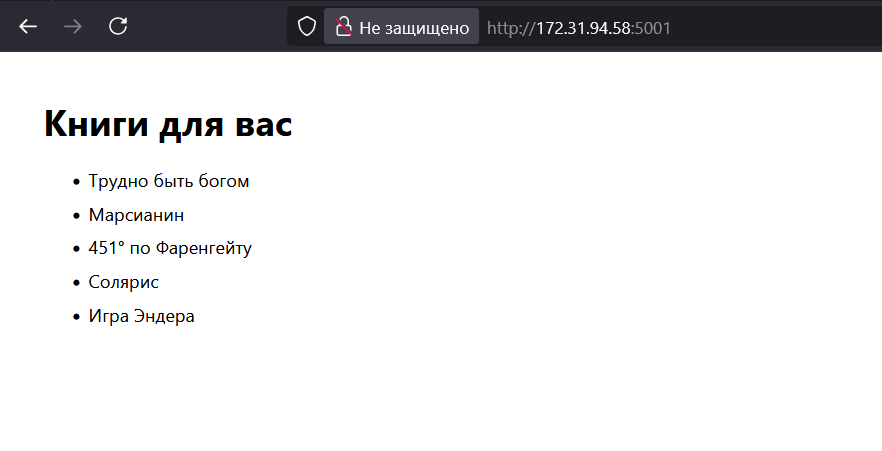 Не защищено http://172.31.94.58:5001
Книги для вас
Трудно быть богом
Марсианин
451° по Фаренгейту
Солярис
Игра Эндера